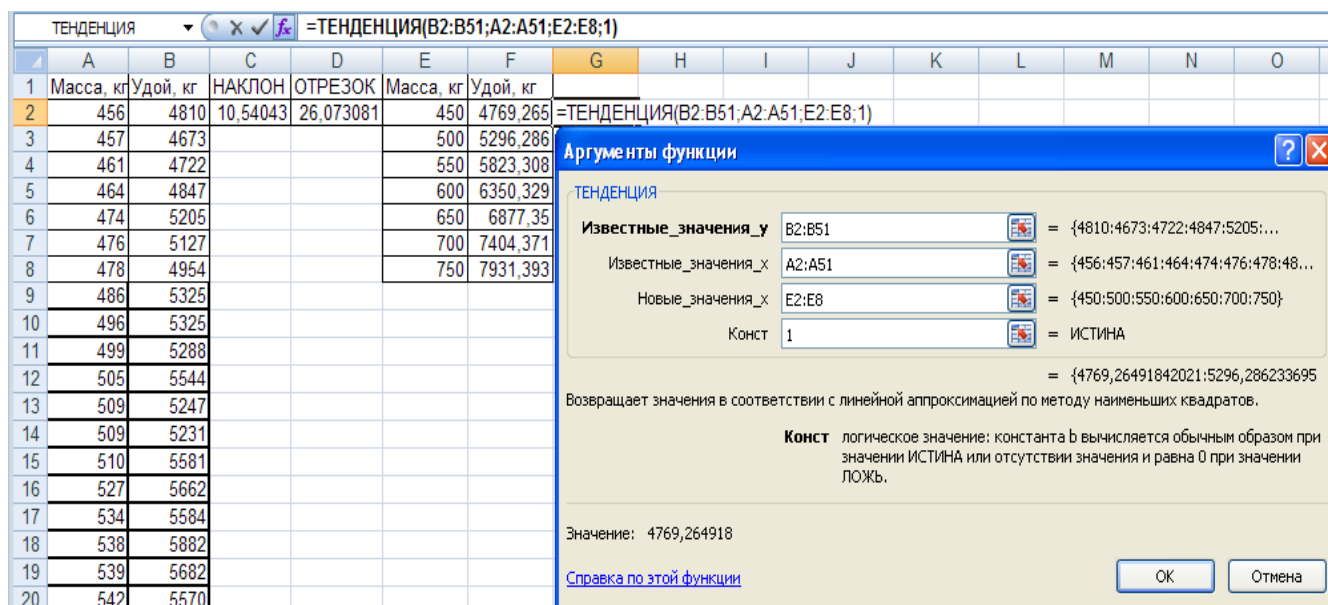 ТЕНДЕНЦИЯ =ТЕНДЕНЦИЯ(B2:B51;A2:A51;E2:E8;1)
A B C D E F G H I J K L M N O
1 Масса, кг Удой, кг НАКЛОН ОТРЕЗОК Масса, кг Удой, кг
2 456 4810 10,54043 26,073081 450 4769,265 =ТЕНДЕНЦИЯ(B2:B51;A2:A51;E2:E8;1)
3 457 4673 500 5296,286
4 461 4722 550 5823,308
5 464 4847 600 6350,329
6 474 5205 650 6877,35
7 476 5127 700 7404,371
8 478 4954 750 7931,393
9 486 5325
10 496 5325
11 499 5288
12 505 5544
13 509 5247
14 509 5231
15 510 5581
16 527 5662
17 534 5584
18 538 5882
19 539 5682
20 542 5570
Аргументы функции
ТЕНДЕНЦИЯ
Известные_значения_y B2:B51 = {4810:4673:4722:4847:5205:...
Известные_значения_x A2:A51 = {456:457:461:464:474:476:478:48...
Новые_значения_x E2:E8 = {450:500:550:600:650:700:750}
Конст 1 = ИСТИНА
= {4769,26491842021:5296,286233695
Возвращает значения в соответствии с линейной аппроксимацией по методу наименьших квадратов.
Конст логическое значение: константа b вычисляется обычным образом при
значении ИСТИНА или отсутствии значения и равна 0 при значении
ЛОЖЬ.
Значение: 4769,264918
Справка по этой функции
ОК Отмена